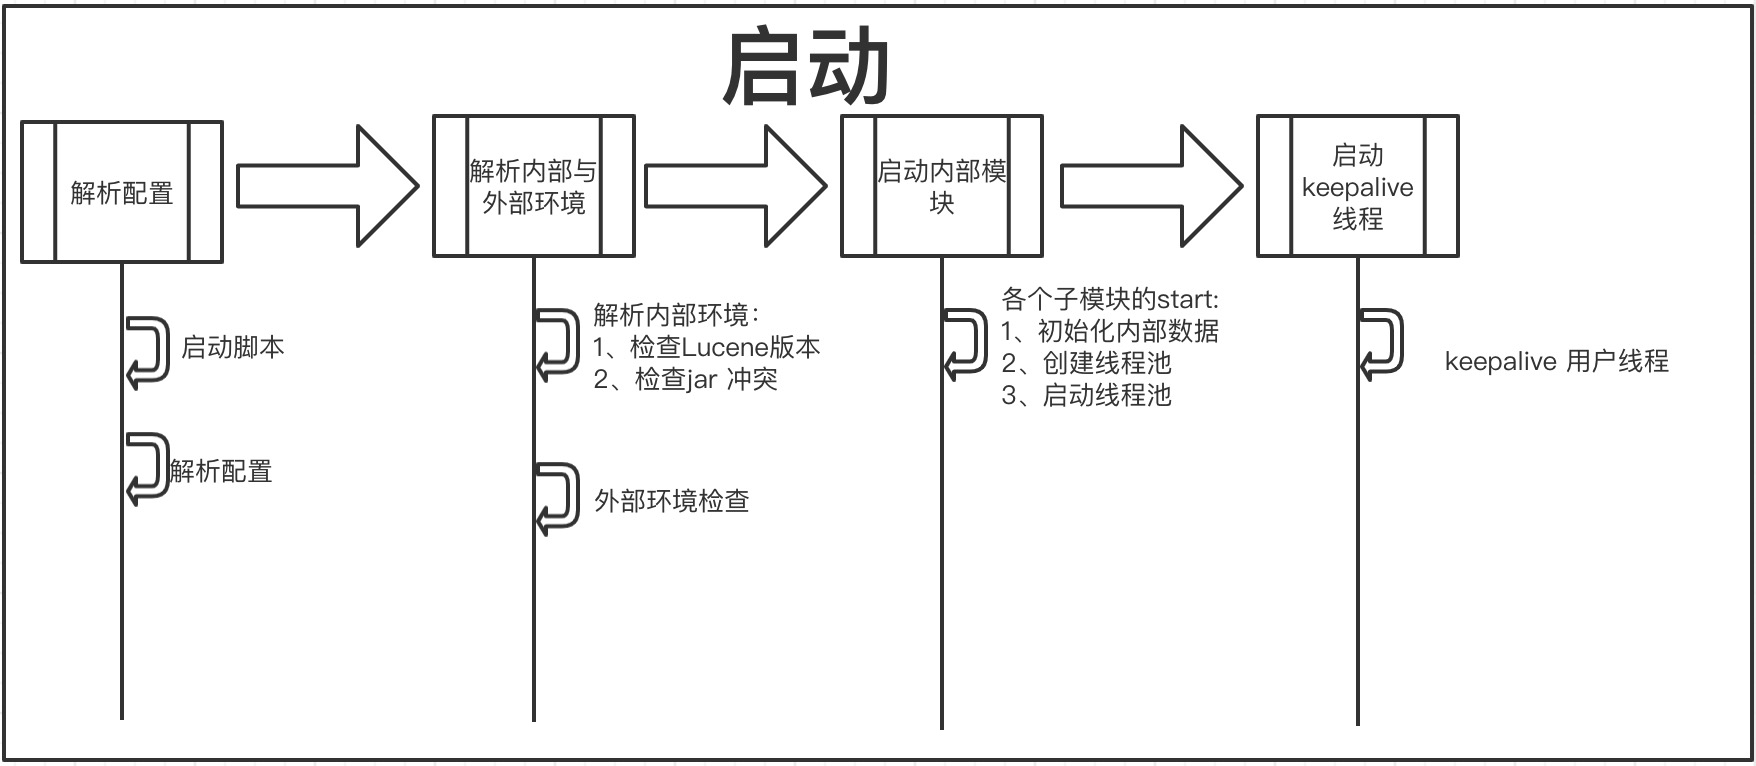 启动
解析配置
解析内部与
外部环境
启动内部模
块
启动
keepalive
线程
启动脚本
解析配置
解析内部环境：
1、检查Lucene版本
2、检查jar 冲突
外部环境检查
各个子模块的start:
1、初始化内部数据
2、创建线程池
3、启动线程池
keepalive 用户线程